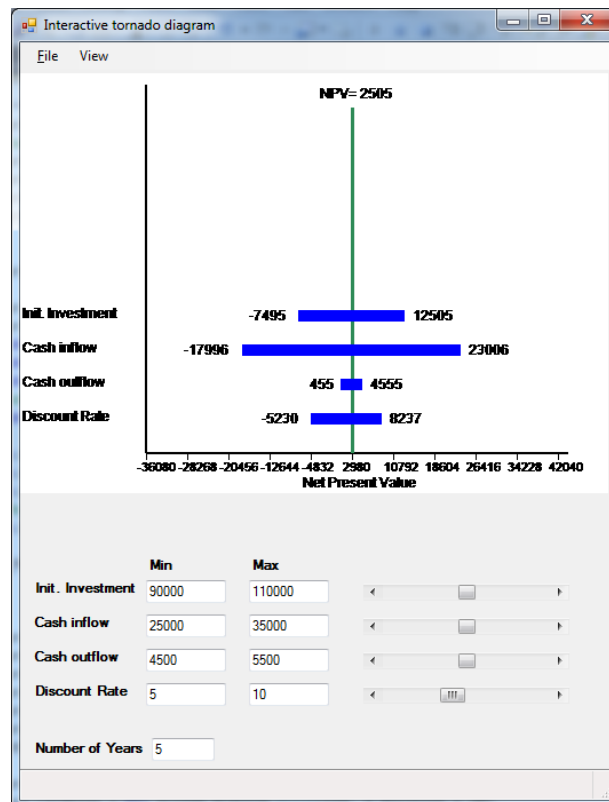 Interactive tornado diagram
File View
NPV= 2505
Init. Investment -7495 12505
Cash inflow -17996 23006
Cash outflow 455 4555
Discount Rate -5230 8237
-36080 -28268 -20456 -12644 -4832 2980 10792 18604 26416 34228 42040
Net Present Value
Min Max
Init. Investment 90000 110000
Cash inflow 25000 35000
Cash outflow 4500 5500
Discount Rate 5 10
Number of Years 5